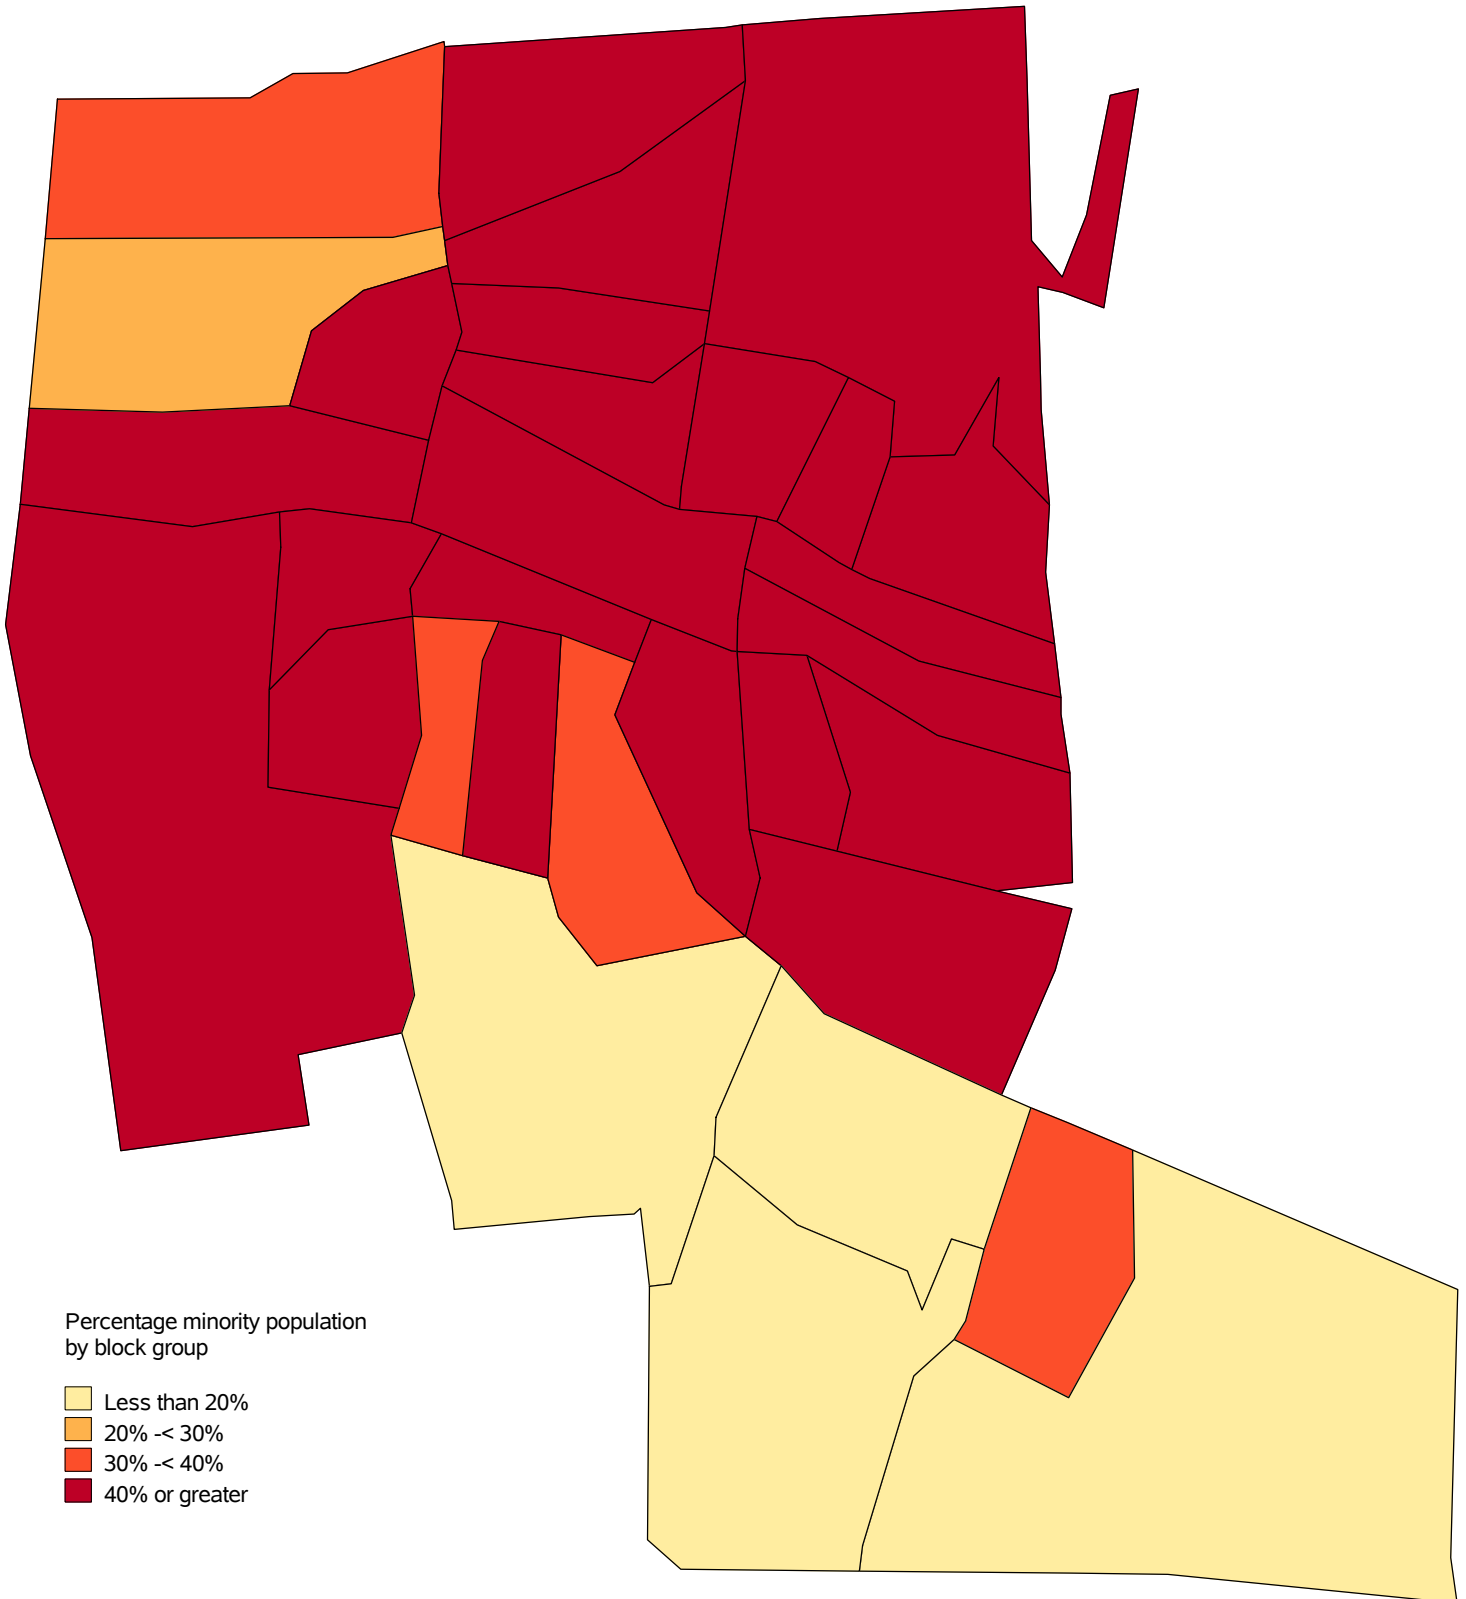 Percentage minority population
by block group
Less than 20%
20% -< 30%
30% -< 40%
40% or greater